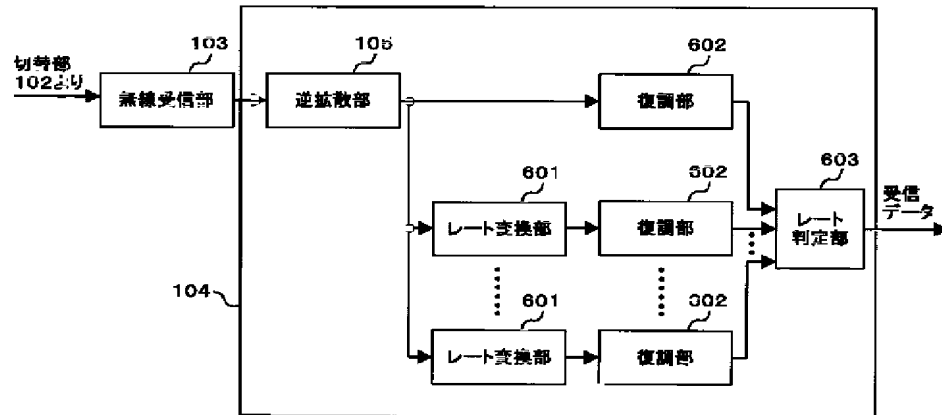 切替部
102より
103
無線受信部
105
逆拡散部
602
復調部
601
レート変換部
602
復調部
603
レート
判定部
受信
データ
104
601
レート変換部
602
復調部